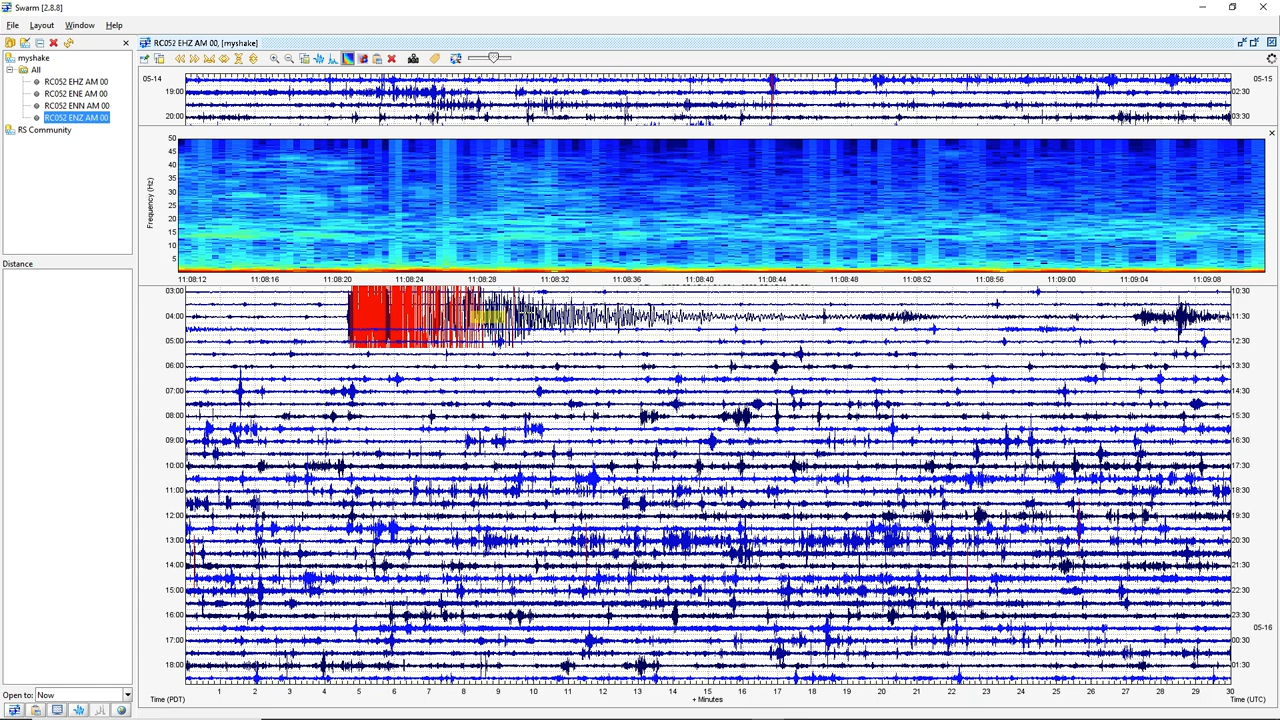 Swarm [2.8.8]
File Layout Window Help
myshake
All
RC052 EHZ AM 00
RC052 ENE AM 00
RC052 ENN AM 00
RC052 ENZ AM 00
RS Community
Distance
Open to: Now
RC052 EHZ AM 00, [myshake]
05-14 05-15
19:00 02:30
20:00 03:30
Frequency (Hz)
50
45
40
35
30
25
20
15
10
5
11:08:12 11:08:16 11:08:20 11:08:24 11:08:28 11:08:32 11:08:36 11:08:40 11:08:44 11:08:48 11:08:52 11:08:56 11:09:00 11:09:04 11:09:08
03:00 10:30
04:00 11:30
05:00 12:30
06:00 13:30
07:00 14:30
08:00 15:30
09:00 16:30
10:00 17:30
11:00 18:30
12:00 19:30
13:00 20:30
14:00 21:30
15:00 22:30
16:00 23:30
05-16
17:00 00:30
18:00 01:30
1 2 3 4 5 6 7 8 9 10 11 12 13 14 15 16 17 18 19 20 21 22 23 24 25 26 27 28 29 30
Time (PDT) + Minutes Time (UTC)